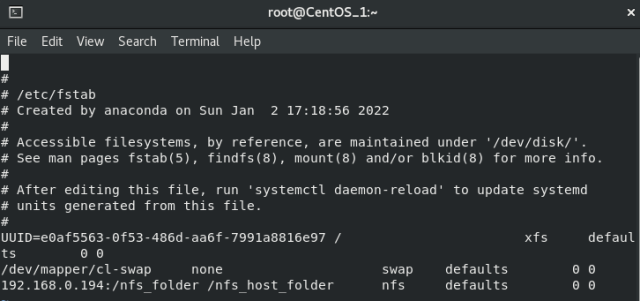 root@CentOS_1:~
File Edit View Search Terminal Help
#
# /etc/fstab
# Created by anaconda on Sun Jan  2 17:18:56 2022
#
# Accessible filesystems, by reference, are maintained under '/dev/disk/'.
# See man pages fstab(5), findfs(8), mount(8) and/or blkid(8) for more info.
#
# After editing this file, run 'systemctl daemon-reload' to update systemd
# units generated from this file.
#
UUID=e0af5563-0f53-486d-aa6f-7991a8816e97 /                       xfs     defaul
ts        0 0
/dev/mapper/cl-swap     none                    swap    defaults        0 0
192.168.0.194:/nfs_folder /nfs_host_folder      nfs     defaults        0 0